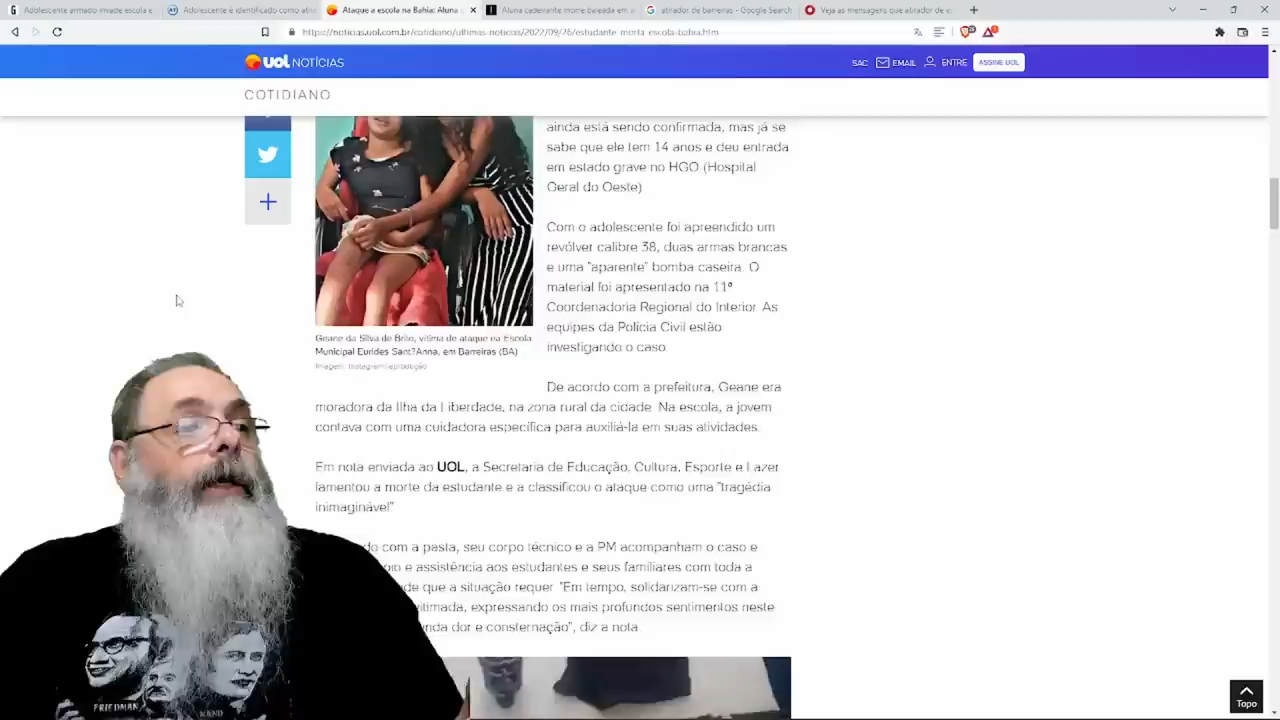 Adolescente armado invade escola e
Adolescente é identificado como atir
Ataque a escola na Bahia: Aluna
Aluna cadeirante morre baleada em a
atirador de barreiras - Google Search
Veja as mensagens que atirador de e
https://noticias.uol.com.br/cotidiano/ultimas-noticias/2022/09/26/estudante-morta-escola-bahia.htm
UOL NOTÍCIAS
SAC
EMAIL
ENTRE
ASSINE UOL
COTIDIANO
ainda está sendo confirmada, mas já se
sabe que ele tem 14 anos e deu entrada
em estado grave no HGO (Hospital
Geral do Oeste)
Com o adolescente foi apreendido um
revólver calibre 38, duas armas brancas
e uma "aparente" bomba caseira. O
material foi apresentado na 11ª
Coordenadoria Regional do Interior. As
equipes da Polícia Civil estão
investigando o caso.
Geane da Silva de Brito, vítima de ataque na Escola
Municipal Eurides Sant?Anna, em Barreiras (BA)
Imagem: Instagram/reprodução
De acordo com a prefeitura, Geane era
moradora da Ilha da Liberdade, na zona rural da cidade. Na escola, a jovem
contava com uma cuidadora específica para auxiliá-la em suas atividades.
Em nota enviada ao UOL, a Secretaria de Educação, Cultura, Esporte e Lazer
lamentou a morte da estudante e a classificou o ataque como uma "tragédia
inimaginável"
do com a pasta, seu corpo técnico e a PM acompanham o caso e
oio e assistência aos estudantes e seus familiares com toda a
de que a situação requer. "Em tempo, solidarizam-se com a
vitimada, expressando os mais profundos sentimentos neste
nda dor e consternação", diz a nota.
FRIEDMAN
Topo